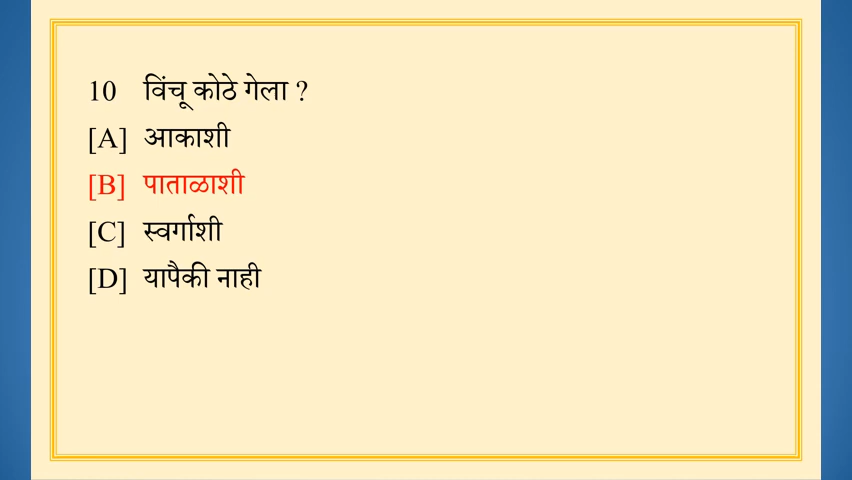 10 विंचू कोठे गेला ?
[A] आकाशी
[B] पाताळाशी
[C] स्वर्गाशी
[D] यापैकी नाही